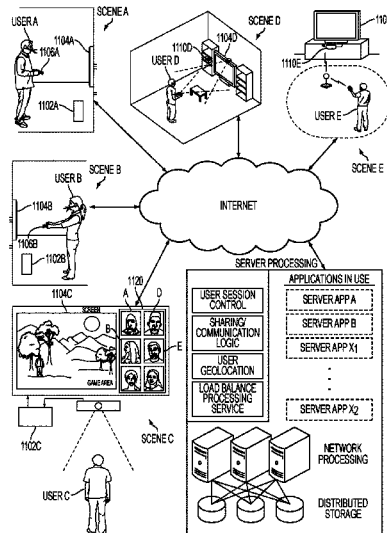 SCENE A
USER A
1104A
1106A
1102A
SCENE D
1110D
1104D
USER D
1110E
USER E
SCENE E
SCENE B
USER B
1104B
1106B
1102B
INTERNET
1104C
SCREEN
1120
A
D
B
E
GAME AREA
1102C
SCENE C
USER C
SERVER PROCESSING
USER SESSION
CONTROL
SHARING/
COMMUNICATION
LOGIC
USER
GEOLOCATION
LOAD BALANCE
PROCESSING
SERVICE
APPLICATIONS IN USE
SERVER APP A
SERVER APP B
SERVER APP X1
SERVER APP X2
NETWORK
PROCESSING
DISTRIBUTED
STORAGE